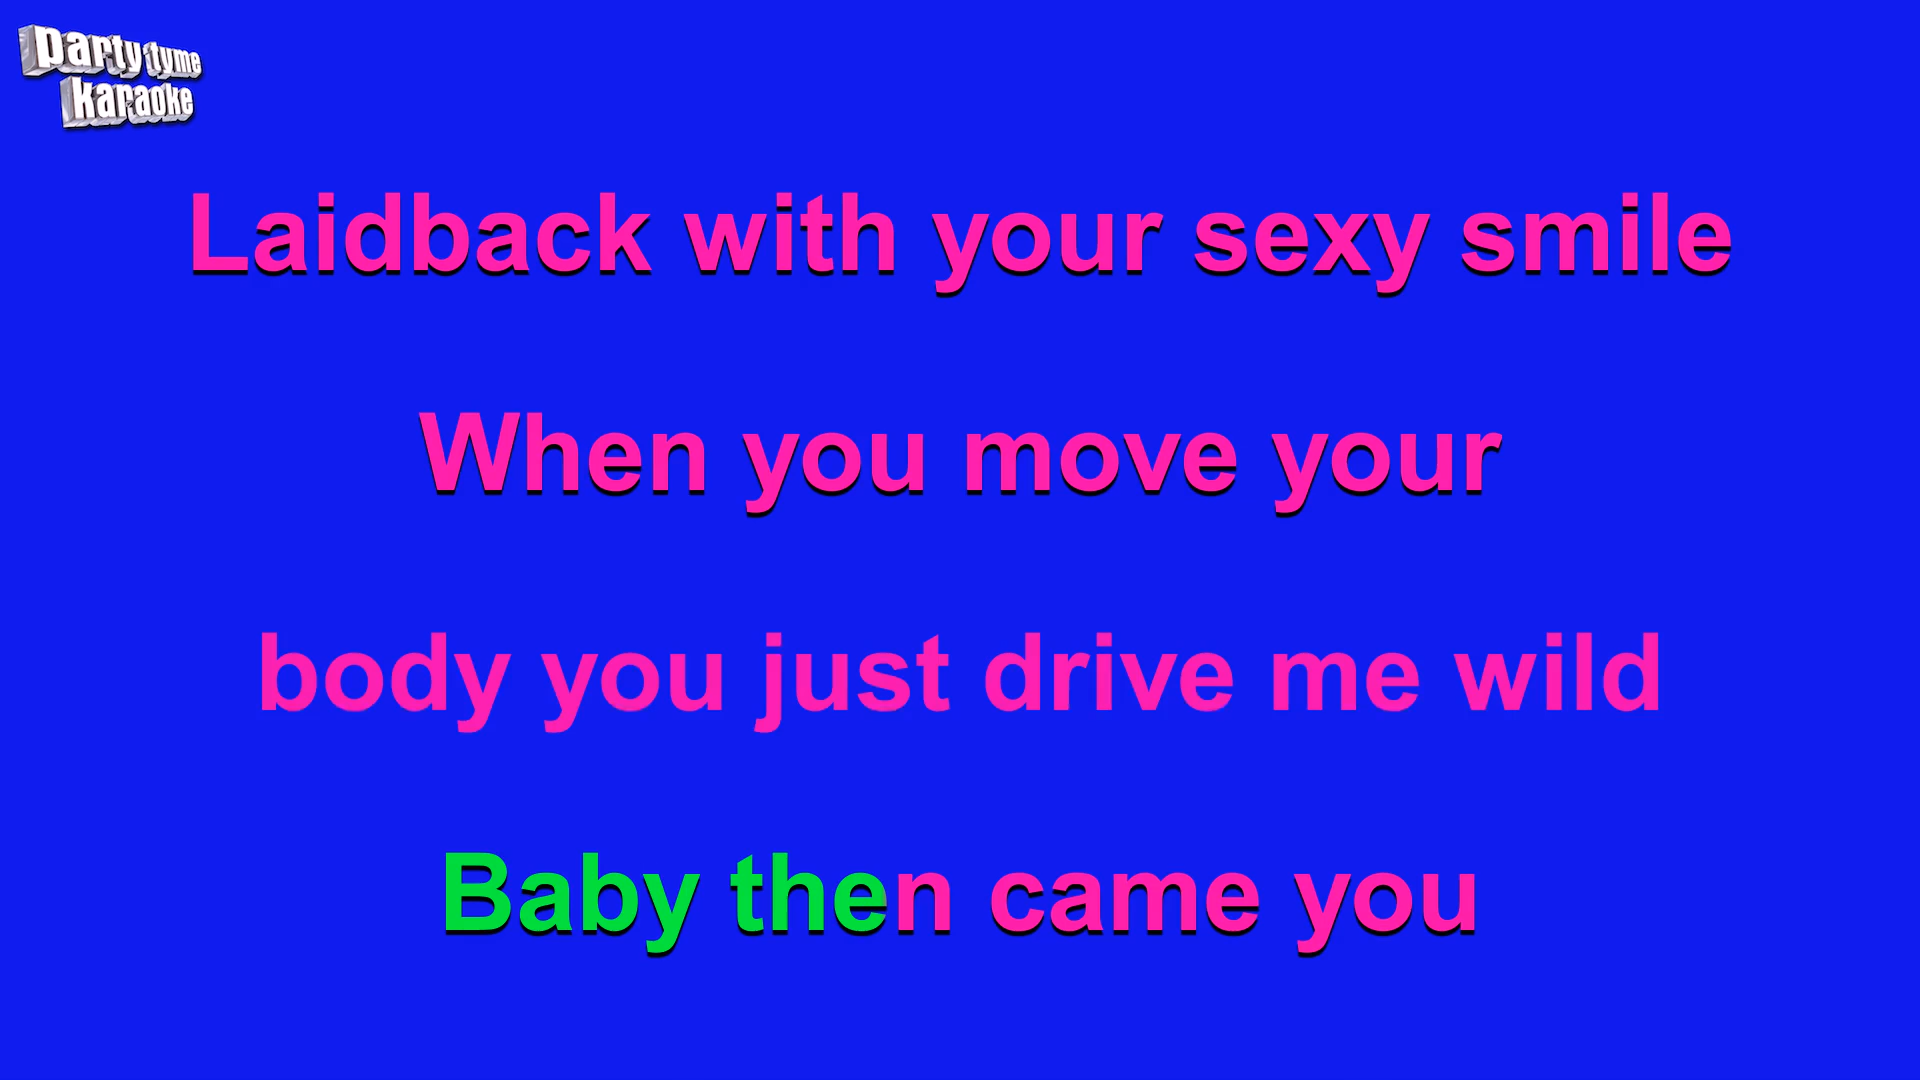 party tyme
karaoke
Laidback with your sexy smile
When you move your
body you just drive me wild
Baby then came you